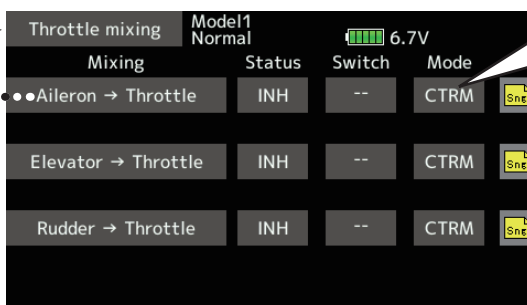 Throttle mixing
Model1
Normal
6.7V
Mixing Status Switch Mode
Aileron → Throttle INH -- CTRM
Elevator → Throttle INH -- CTRM
Rudder → Throttle INH -- CTRM